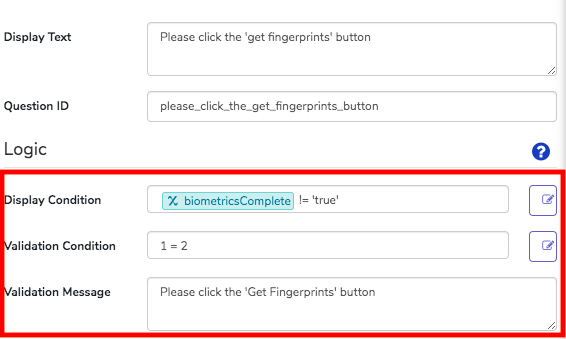 Display Text
Please click the 'get fingerprints' button
Question ID
please_click_the_get_fingerprints_button
Logic
?
Display Condition
biometricsComplete != 'true'
Validation Condition
1 = 2
Validation Message
Please click the 'Get Fingerprints' button